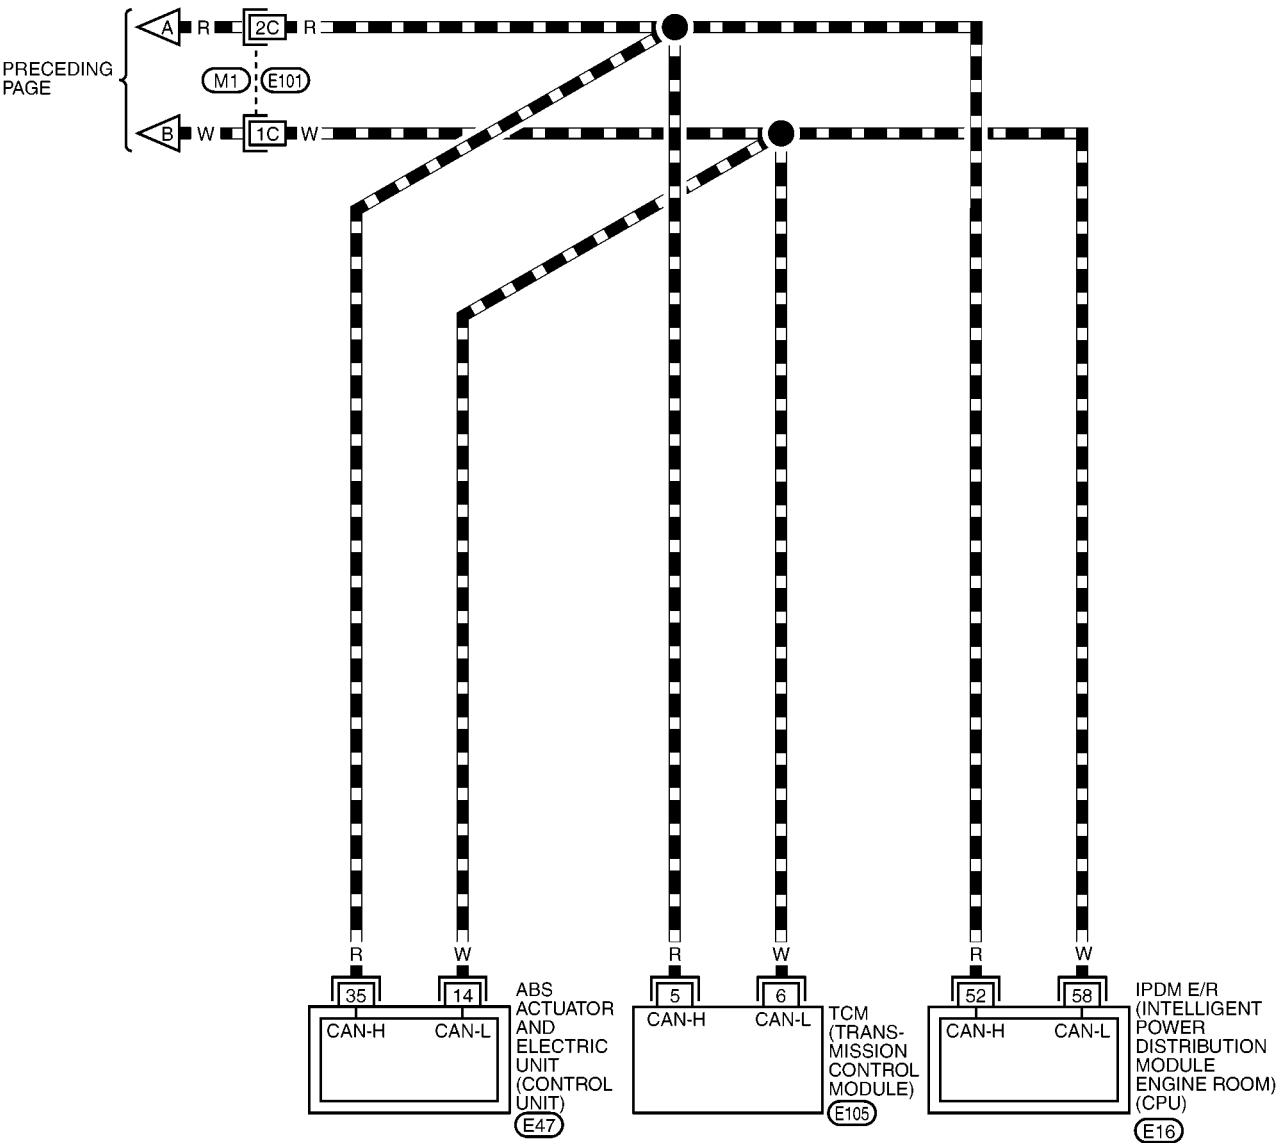 A R 2C R
PRECEDING
PAGE
M1 E101
B W 1C W
R W R W R W
35 14 5 6 52 58
CAN-H CAN-L
ABS
ACTUATOR
AND
ELECTRIC
UNIT
(CONTROL
UNIT)
E47
CAN-H CAN-L
TCM
(TRANS-
MISSION
CONTROL
MODULE)
E105
CAN-H CAN-L
IPDM E/R
(INTELLIGENT
POWER
DISTRIBUTION
MODULE
ENGINE ROOM)
(CPU)
E16